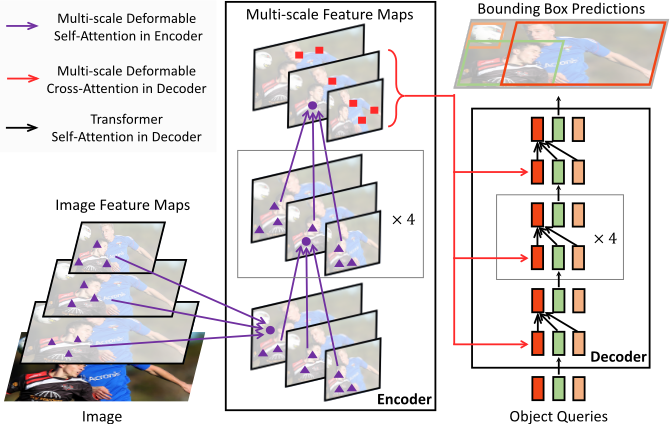 Multi-scale Deformable
Self-Attention in Encoder
Multi-scale Deformable
Cross-Attention in Decoder
Transformer
Self-Attention in Decoder
Multi-scale Feature Maps
Bounding Box Predictions
Image Feature Maps
× 4
× 4
Acronis
Encoder
Decoder
Image
Object Queries